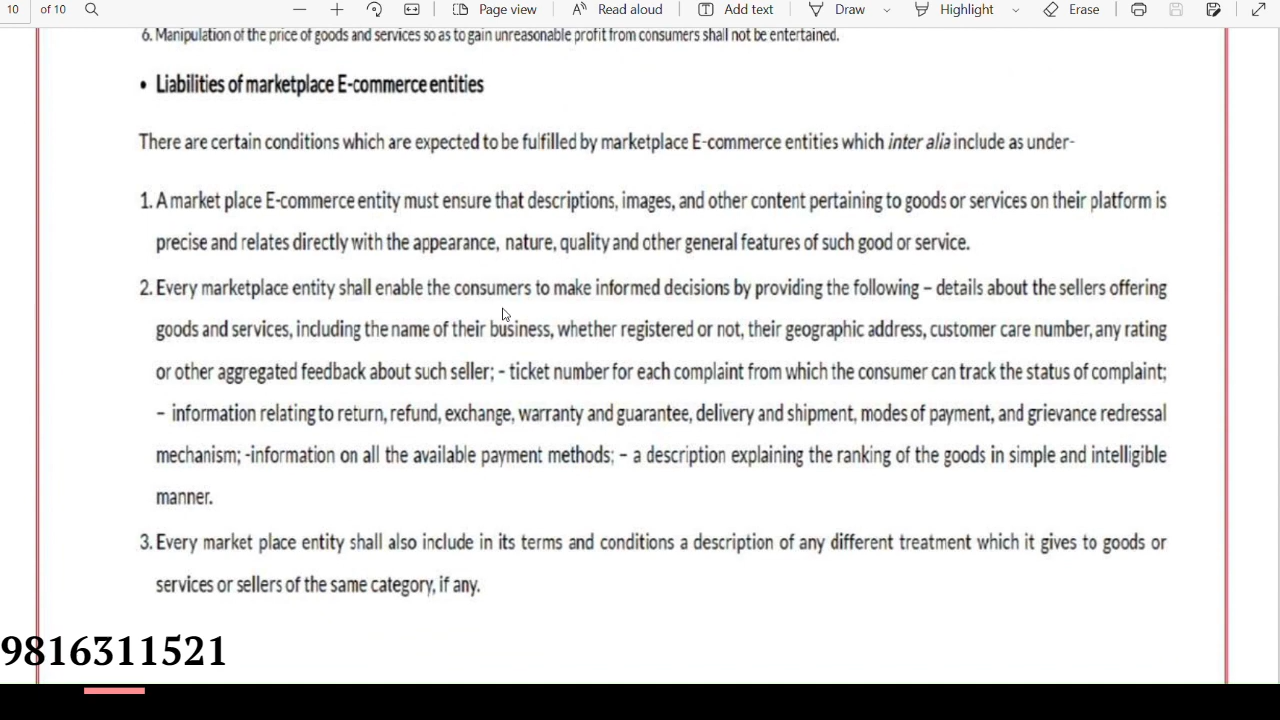 10 of 10 Page view Read aloud Add text Draw Highlight Erase
6. Manipulation of the price of goods and services so as to gain unreasonable profit from consumers shall not be entertained.
• Liabilities of marketplace E-commerce entities
There are certain conditions which are expected to be fulfilled by marketplace E-commerce entities which inter alia include as under-
1. A market place E-commerce entity must ensure that descriptions, images, and other content pertaining to goods or services on their platform is
precise and relates directly with the appearance, nature, quality and other general features of such good or service.
2. Every marketplace entity shall enable the consumers to make informed decisions by providing the following – details about the sellers offering
goods and services, including the name of their business, whether registered or not, their geographic address, customer care number, any rating
or other aggregated feedback about such seller; - ticket number for each complaint from which the consumer can track the status of complaint;
– information relating to return, refund, exchange, warranty and guarantee, delivery and shipment, modes of payment, and grievance redressal
mechanism; -information on all the available payment methods; – a description explaining the ranking of the goods in simple and intelligible
manner.
3. Every market place entity shall also include in its terms and conditions a description of any different treatment which it gives to goods or
services or sellers of the same category, if any.
9816311521